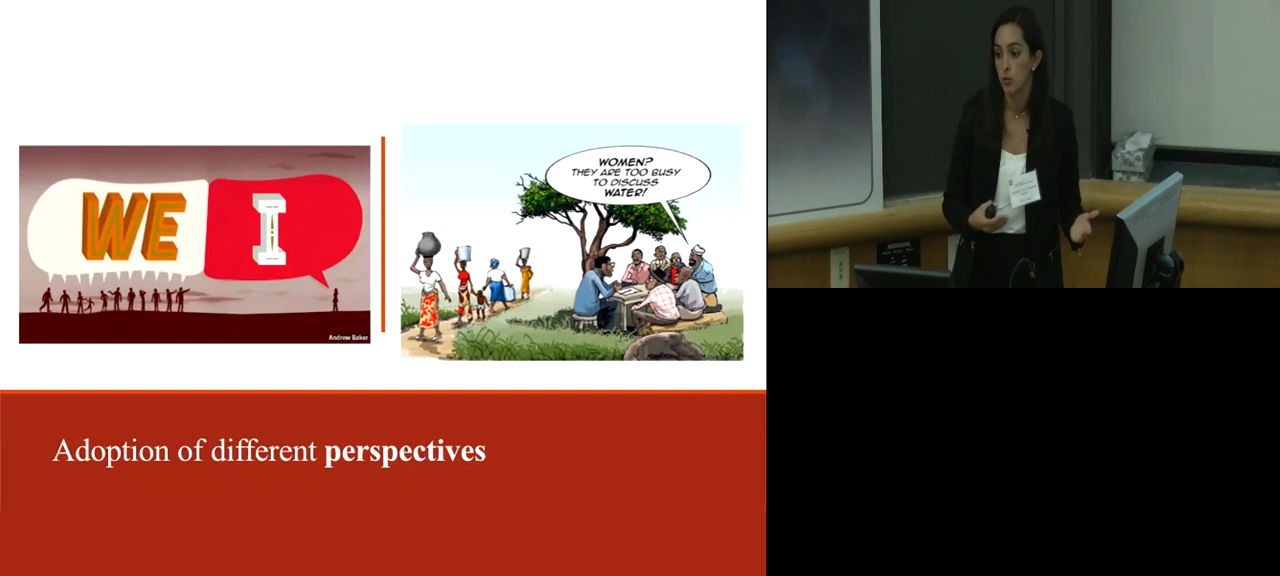 WE
I
Andrew Baker
WOMEN?
THEY ARE TOO BUSY
TO DISCUSS
WATER!
Adoption of different perspectives